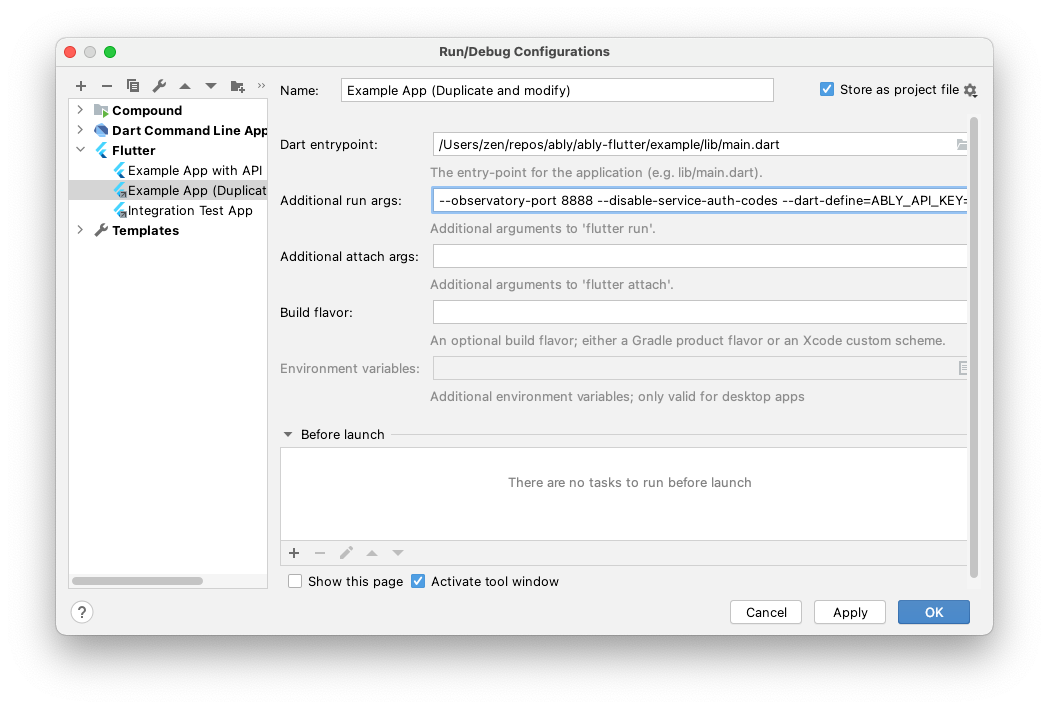 Run/Debug Configurations
Name: Example App (Duplicate and modify) Store as project file
Compound
Dart Command Line App
Flutter
Example App with API
Example App (Duplicat
Integration Test App
Templates
Dart entrypoint: /Users/zen/repos/ably/ably-flutter/example/lib/main.dart
The entry-point for the application (e.g. lib/main.dart).
Additional run args: --observatory-port 8888 --disable-service-auth-codes --dart-define=ABLY_API_KEY=
Additional arguments to 'flutter run'.
Additional attach args:
Additional arguments to 'flutter attach'.
Build flavor:
An optional build flavor; either a Gradle product flavor or an Xcode custom scheme.
Environment variables:
Additional environment variables; only valid for desktop apps
Before launch
There are no tasks to run before launch
Show this page Activate tool window
? Cancel Apply OK